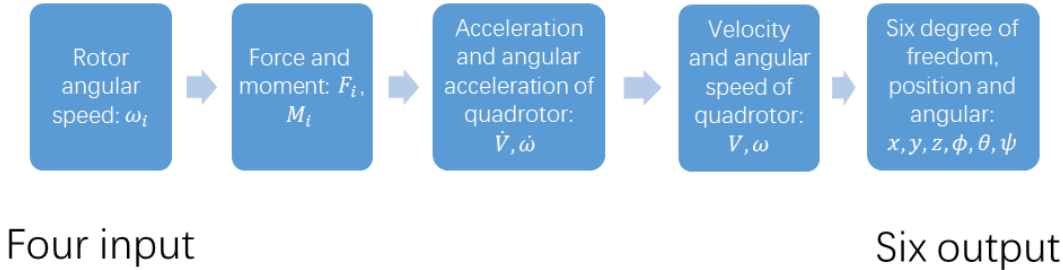 Rotor
angular
speed: 𝜔ᵢ
Force and
moment: 𝐹ᵢ,
𝑀ᵢ
Acceleration
and angular
acceleration of
quadrotor:
𝑉̇, 𝜔̇
Velocity
and angular
speed of
quadrotor:
𝑉, 𝜔
Six degree of
freedom,
position and
angular:
𝑥, 𝑦, 𝑧, 𝜙, 𝜃, 𝜓
Four input
Six output